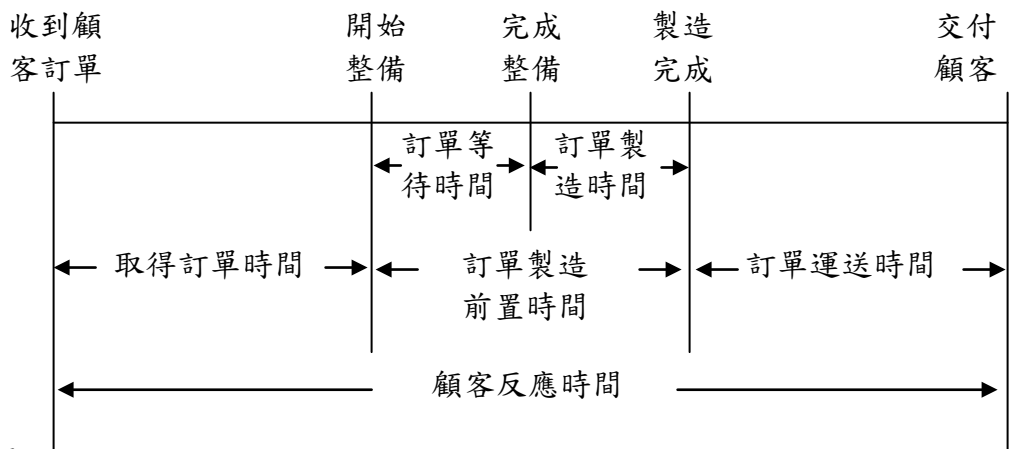 收到顧
客訂單
開始
整備
完成
整備
製造
完成
交付
顧客
訂單等
待時間
訂單製
造時間
取得訂單時間
訂單製造
前置時間
訂單運送時間
顧客反應時間